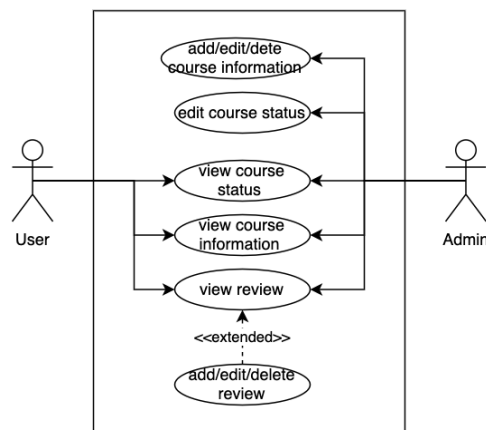 add/edit/dete
course information
edit course status
view course
status
User
Admin
view course
information
view review
<<extended>>
add/edit/delete
review